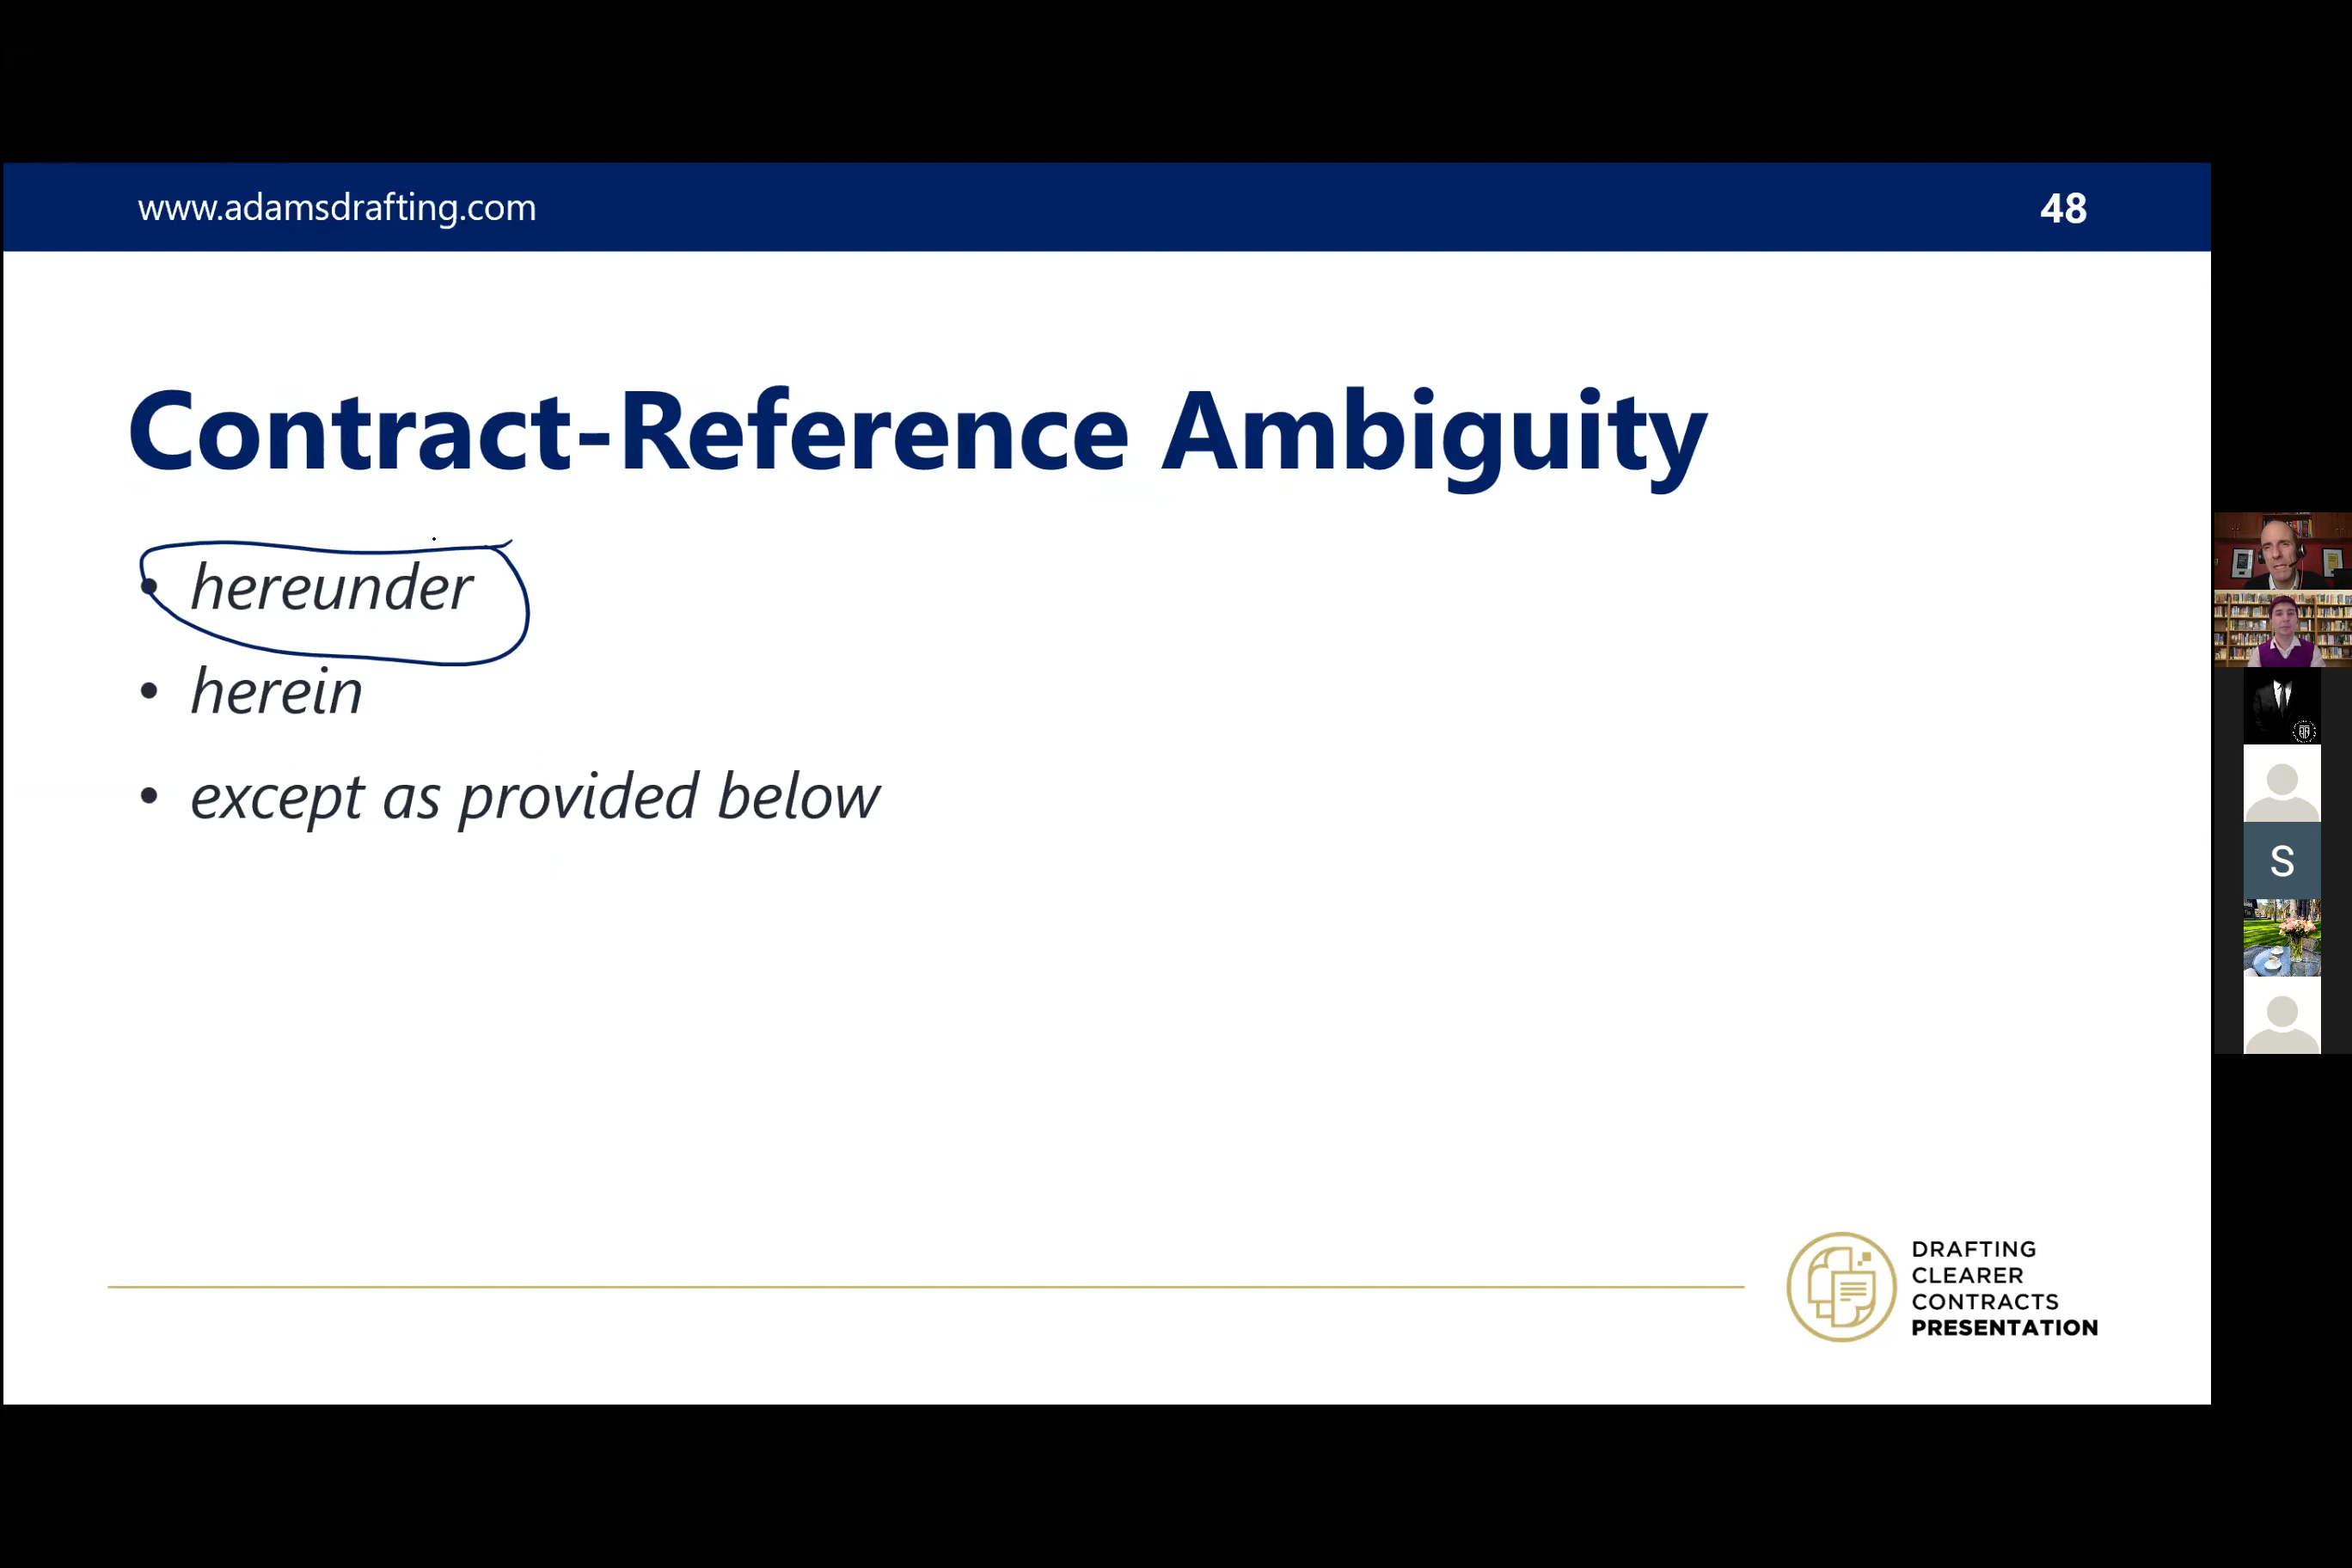 www.adamsdrafting.com
48
Contract-Reference Ambiguity
• hereunder
• herein
• except as provided below
S
DRAFTING
CLEARER
CONTRACTS
PRESENTATION